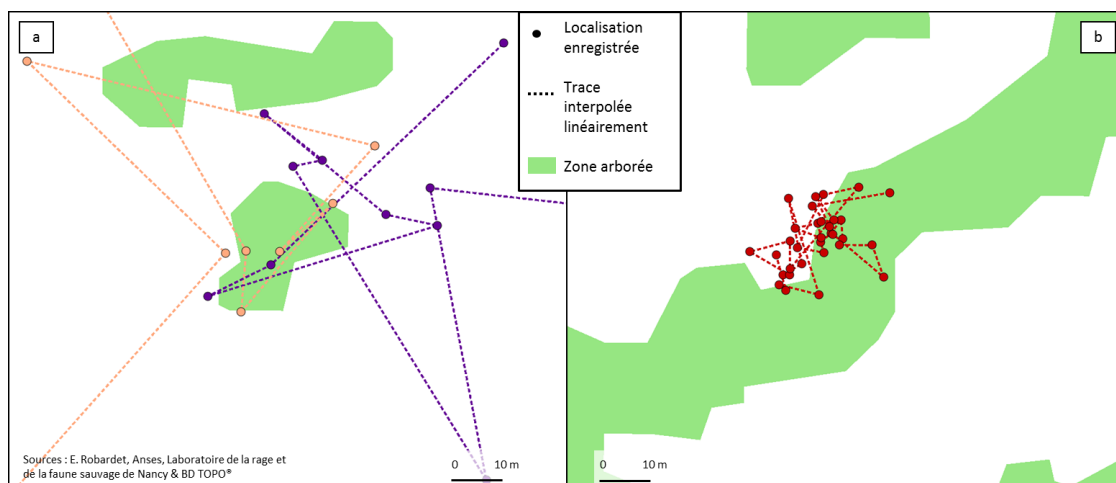 a
Localisation
enregistrée
Trace
interpolée
linéairement
Zone arborée
b
Sources : E. Robardet, Anses, Laboratoire de la rage et
de la faune sauvage de Nancy & BD TOPO®
0 10 m
0 10 m